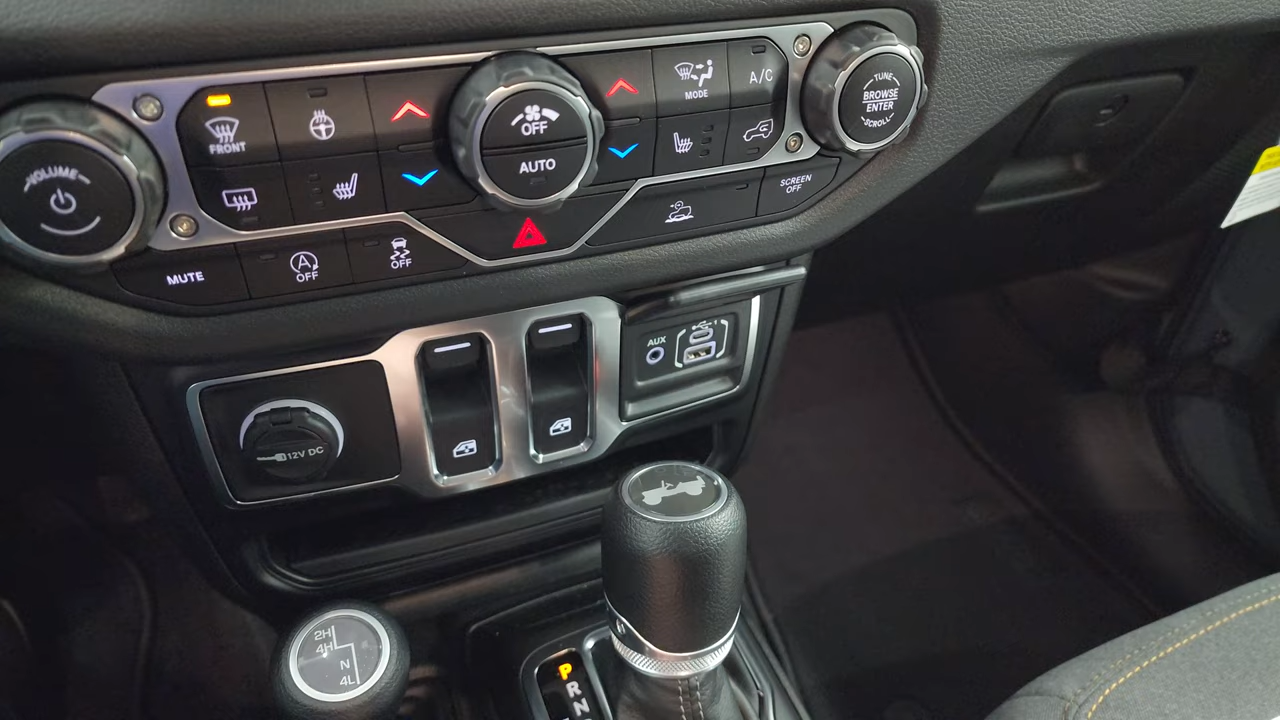 FRONT
VOLUME
MUTE
A
OFF
OFF
OFF
AUTO
MODE
A/C
TUNE
BROWSE
ENTER
SCROLL
SCREEN
OFF
12V DC
AUX
2H
4H
N
4L
P
R
N